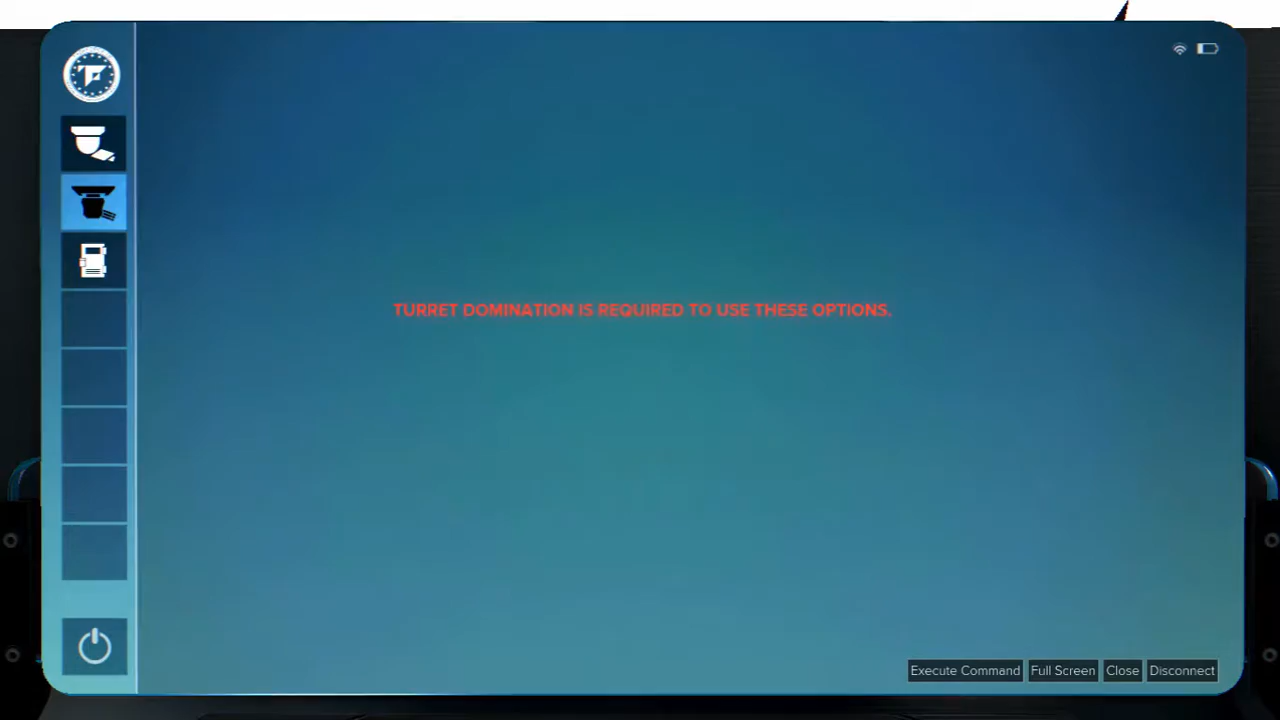 TURRET DOMINATION IS REQUIRED TO USE THESE OPTIONS.
Execute Command Full Screen Close Disconnect